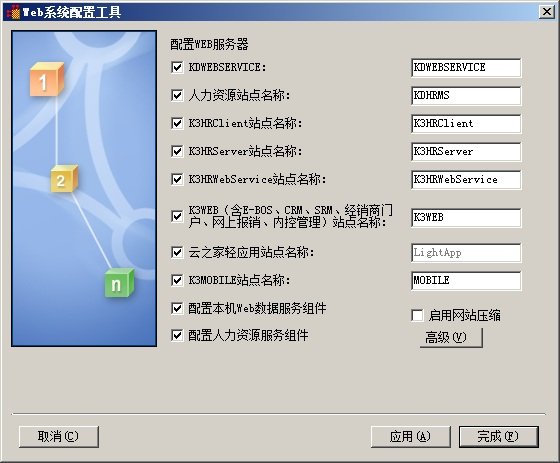 Web系统配置工具
1
2
n
配置WEB服务器
KDWEBSERVICE:
KDWEBSERVICE
人力资源站点名称:
KDHRMS
K3HRClient站点名称:
K3HRClient
K3HRServer站点名称:
K3HRServer
K3HRWebService站点名称:
K3HRWebService
K3WEB（含E-BOS、CRM、SRM、经销商门
户、网上报销、内控管理）站点名称:
K3WEB
云之家轻应用站点名称:
LightApp
K3MOBILE站点名称:
MOBILE
配置本机Web数据服务组件
启用网站压缩
配置人力资源服务组件
高级(V)
取消(C)
应用(A)
完成(F)